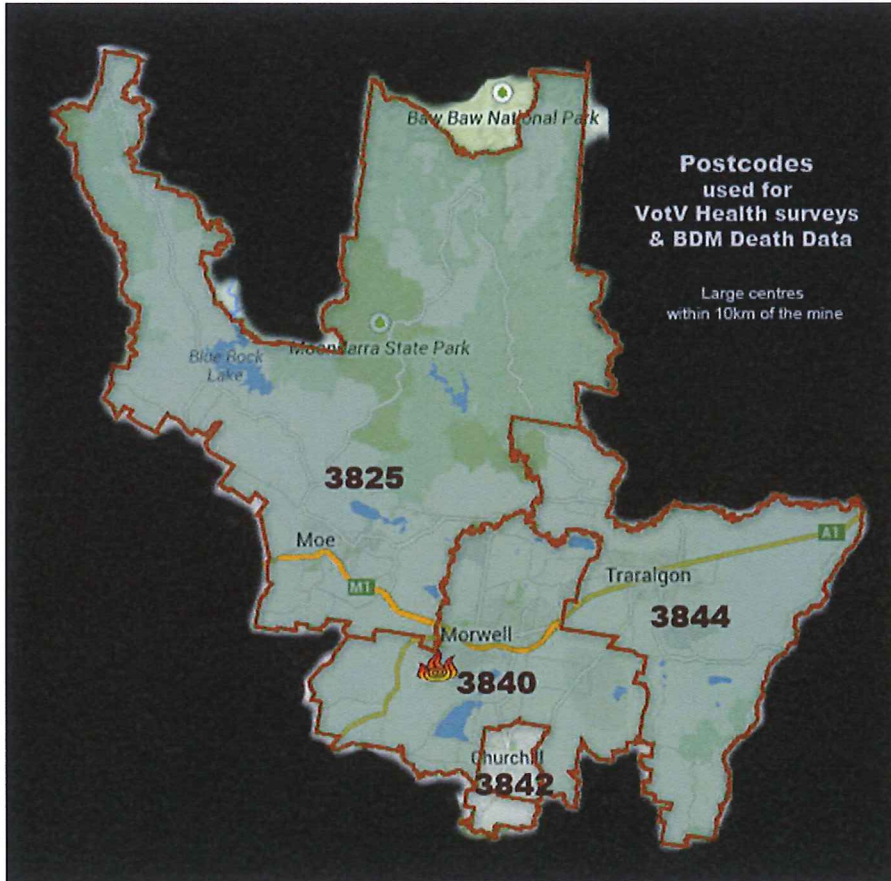 Baw Baw National Park
Postcodes
used for
VotV Health surveys
& BDM Death Data
Large centres
within 10km of the mine
Moondarra State Park
Blue Rock
Lake
3825
Moe
A1
Traralgon
M1
3844
Morwell
3840
Churchill
3842